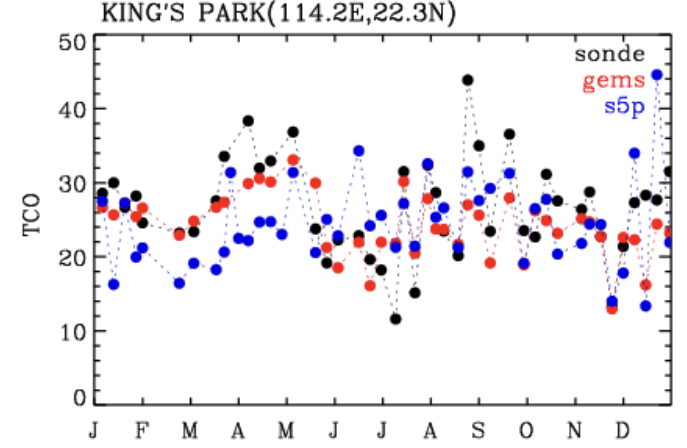 KING'S PARK(114.2E,22.3N)
50
sonde
gems
s5p
40
30
TCO
20
10
0
J F M A M J J A S O N D